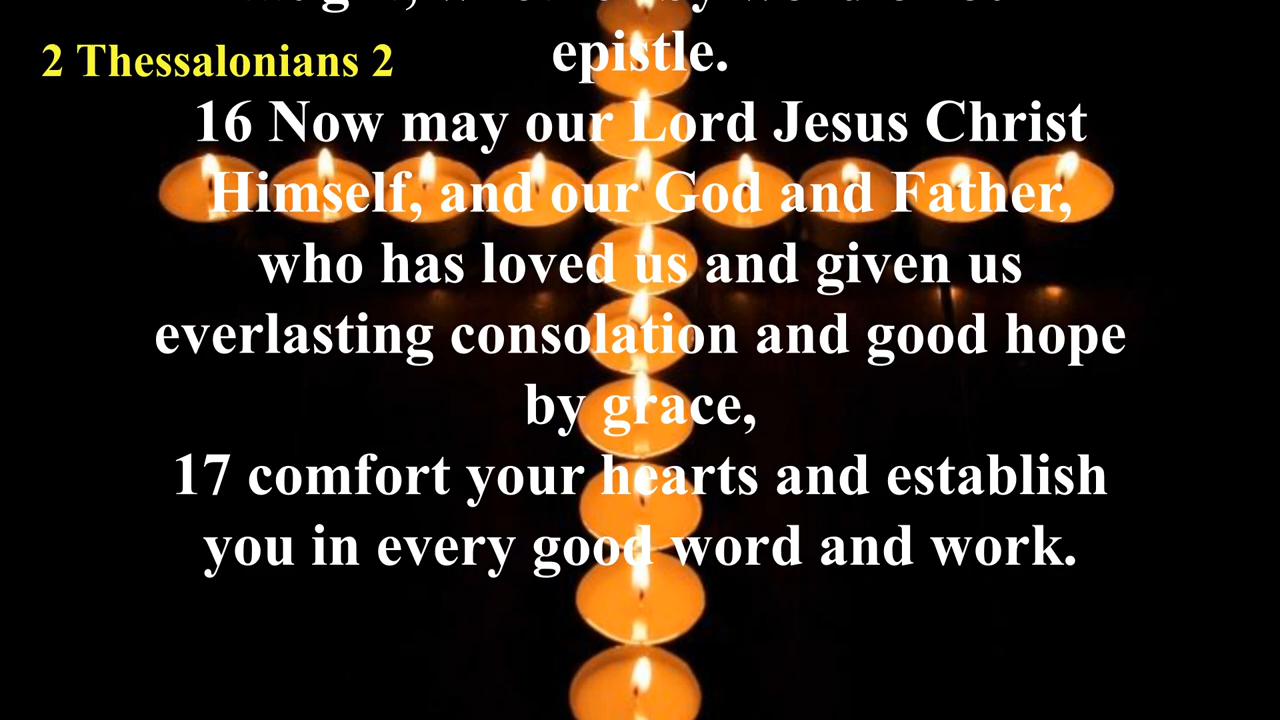 2 Thessalonians 2
epistle.
16 Now may our Lord Jesus Christ
Himself, and our God and Father,
who has loved us and given us
everlasting consolation and good hope
by grace,
17 comfort your hearts and establish
you in every good word and work.